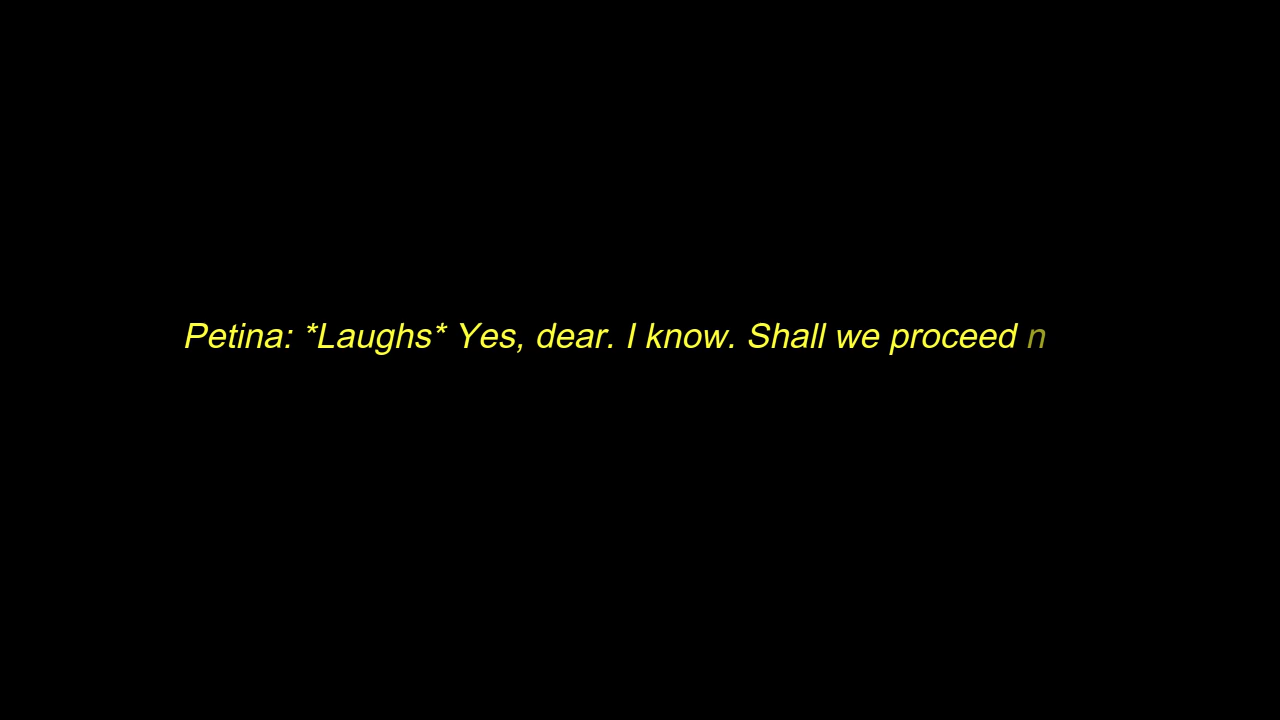 Petina: *Laughs* Yes, dear. I know. Shall we proceed n